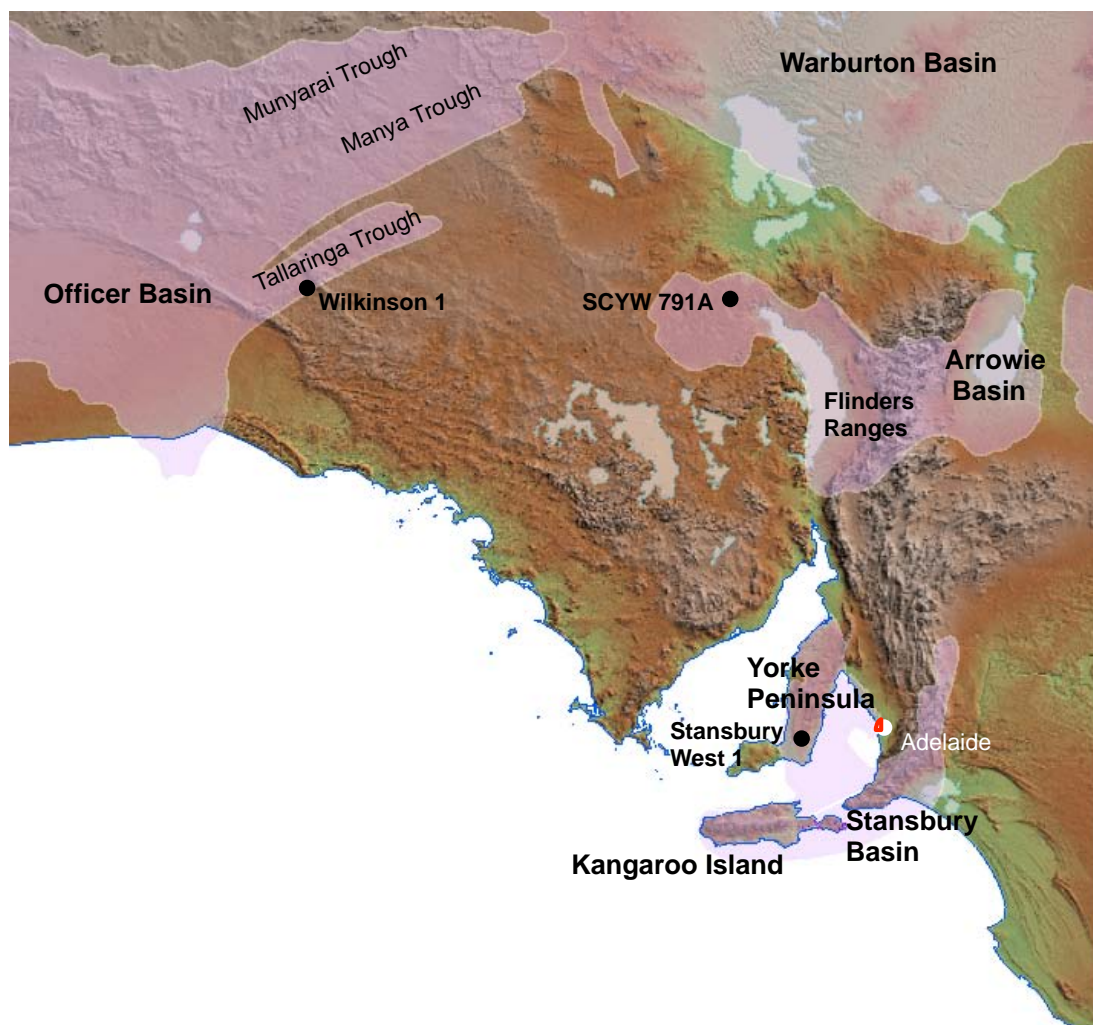 Munyarai Trough
Warburton Basin
Manya Trough
Tallaringa Trough
Officer Basin
Wilkinson 1
SCYW 791A
Arrowie
Basin
Flinders
Ranges
Yorke
Peninsula
Stansbury
West 1
Adelaide
Stansbury
Basin
Kangaroo Island